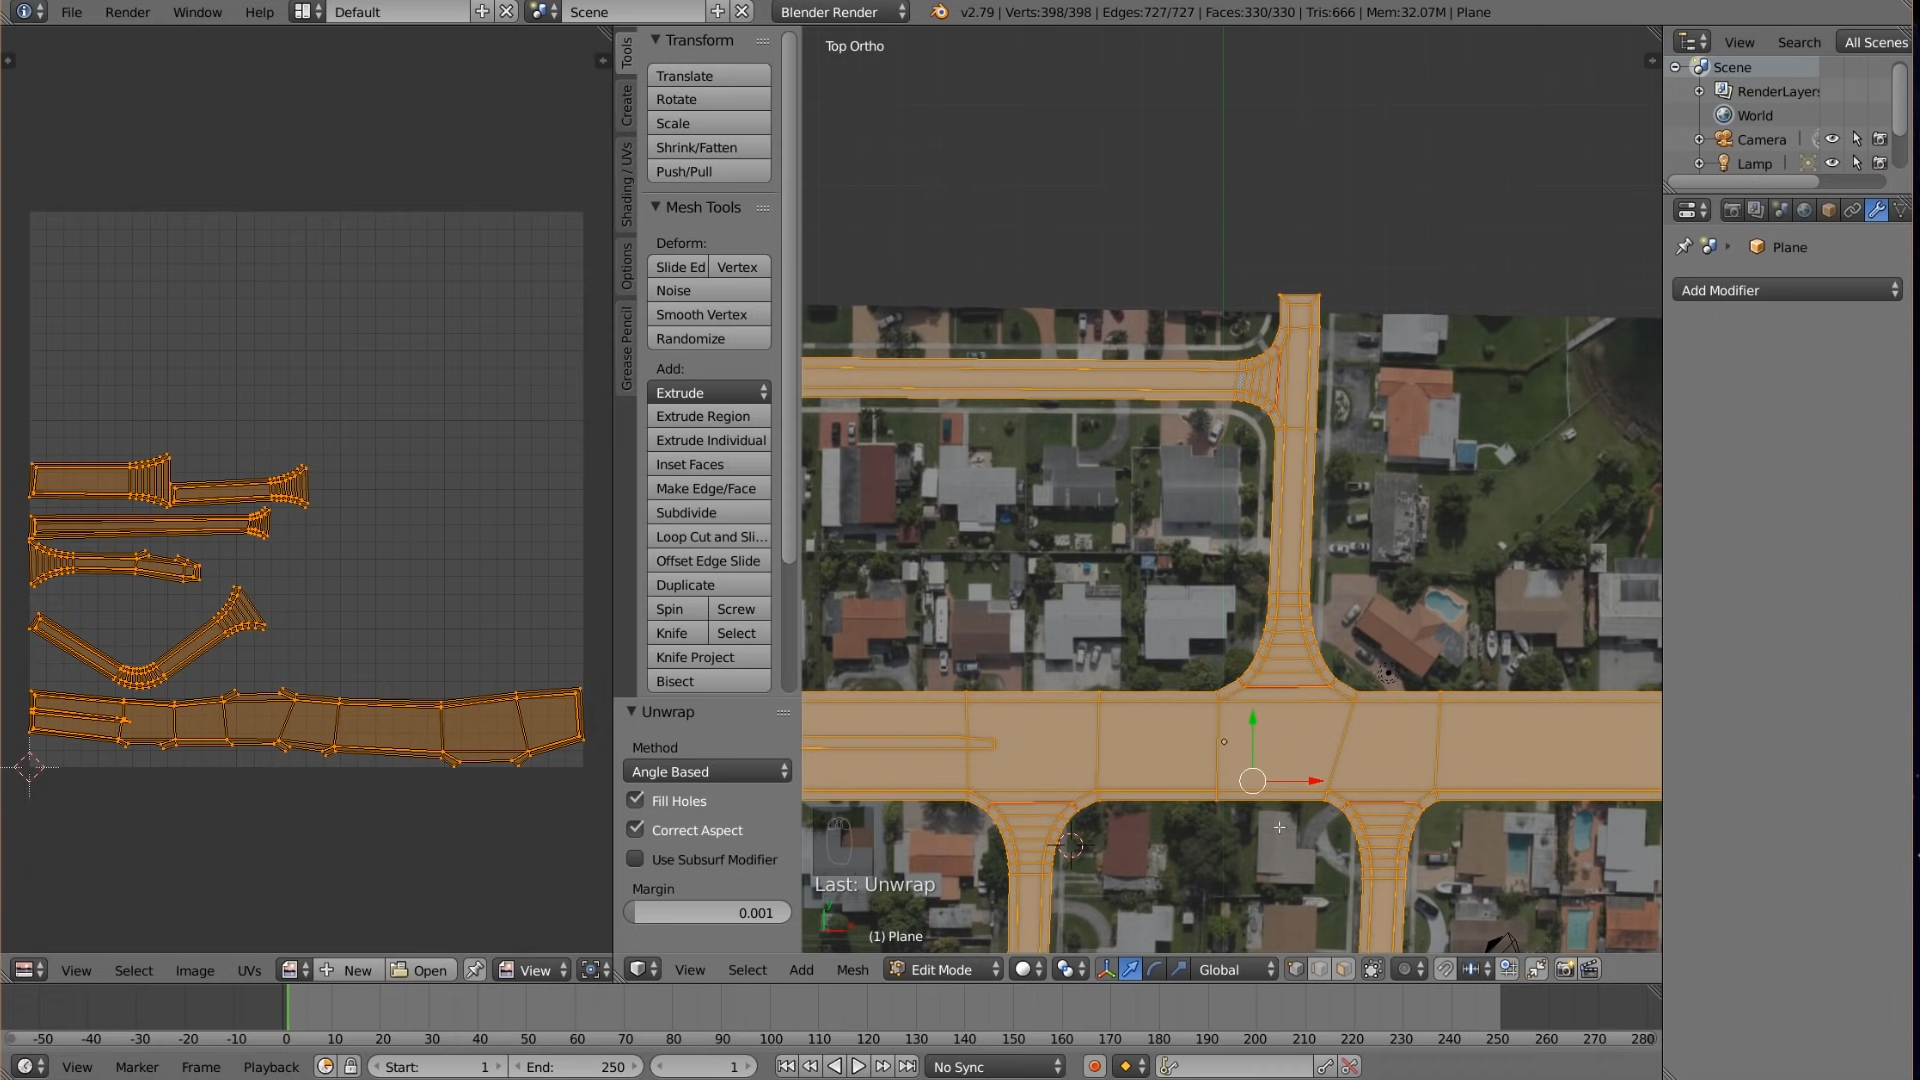 File
Render
Window
Help
Default
Scene
Blender Render
v2.79 | Verts:398/398 | Edges:727/727 | Faces:330/330 | Tris:666 | Mem:32.07M | Plane
Tools
Create
Shading / UVs
Options
Grease Pencil
Transform
Translate
Rotate
Scale
Shrink/Fatten
Push/Pull
Mesh Tools
Deform:
Slide Ed
Vertex
Noise
Smooth Vertex
Randomize
Add:
Extrude
Extrude Region
Extrude Individual
Inset Faces
Make Edge/Face
Subdivide
Loop Cut and Sli...
Offset Edge Slide
Duplicate
Spin
Screw
Knife
Select
Knife Project
Bisect
Unwrap
Method
Angle Based
Fill Holes
Correct Aspect
Use Subsurf Modifier
Margin
0.001
Top Ortho
Last: Unwrap
y
(1) Plane
View
Search
All Scenes
Scene
RenderLayers
World
Camera
Lamp
Plane
Add Modifier
View
Select
Image
UVs
New
Open
View
View
Select
Add
Mesh
Edit Mode
Global
-50 -40 -30 -20 -10 0 10 20 30 40 50 60 70 80 90 100 110 120 130 140 150 160 170 180 190 200 210 220 230 240 250 260 270 280
View
Marker
Frame
Playback
Start: 1
End: 250
1
No Sync